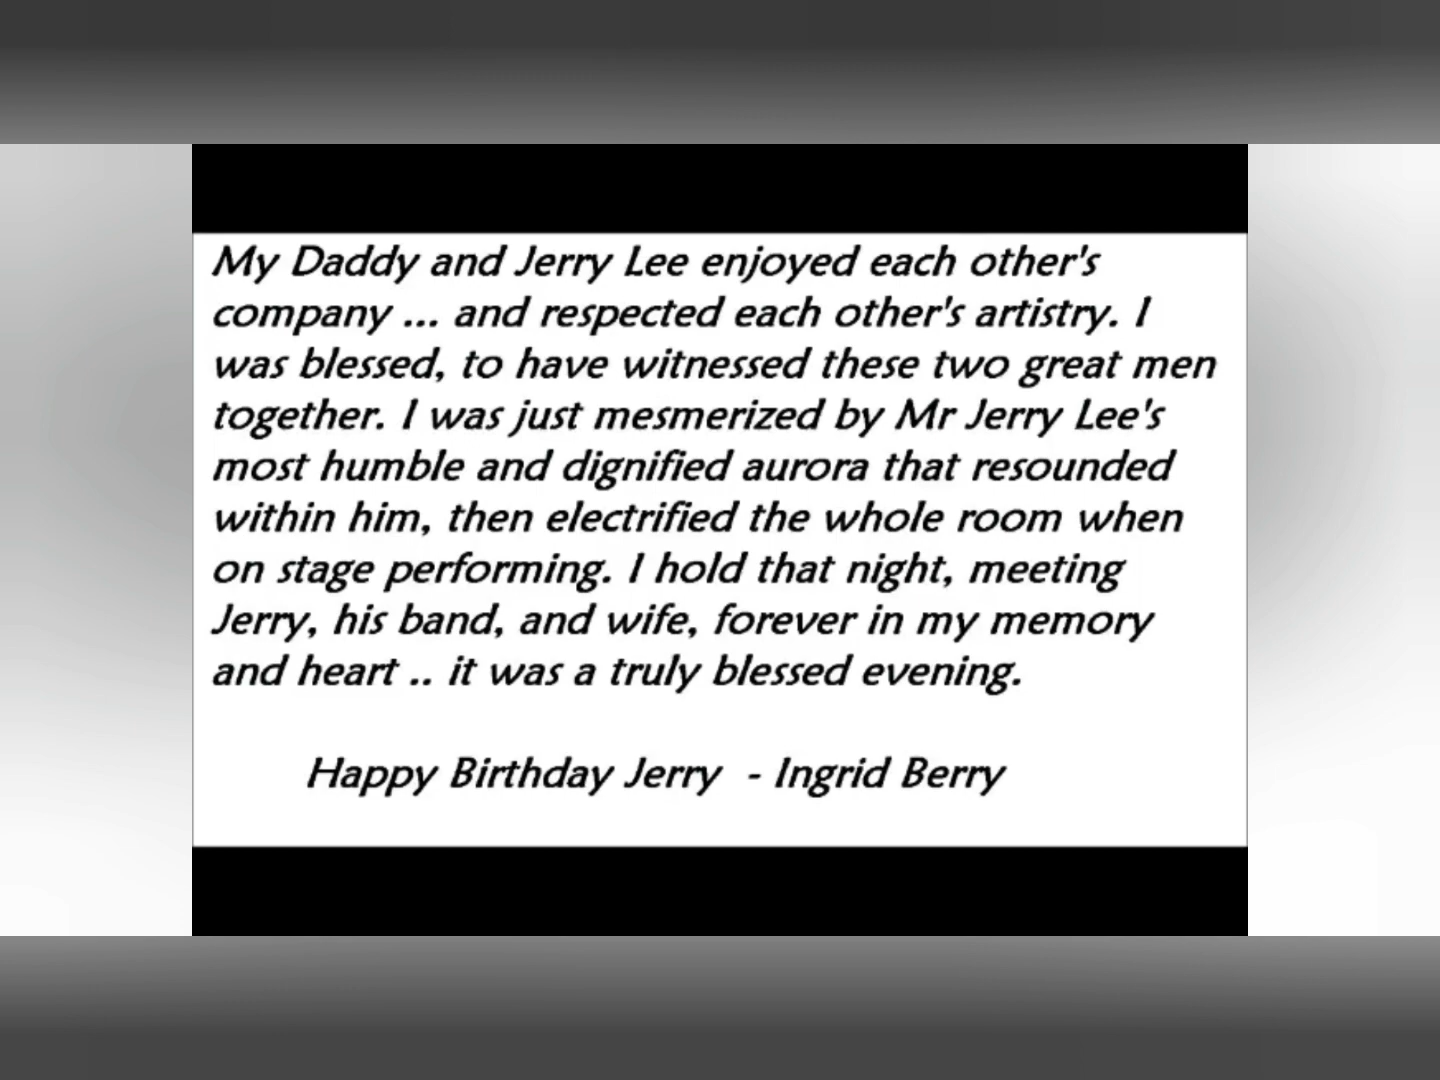 My Daddy and Jerry Lee enjoyed each other's
company ... and respected each other's artistry. I
was blessed, to have witnessed these two great men
together. I was just mesmerized by Mr Jerry Lee's
most humble and dignified aurora that resounded
within him, then electrified the whole room when
on stage performing. I hold that night, meeting
Jerry, his band, and wife, forever in my memory
and heart .. it was a truly blessed evening.
Happy Birthday Jerry - Ingrid Berry